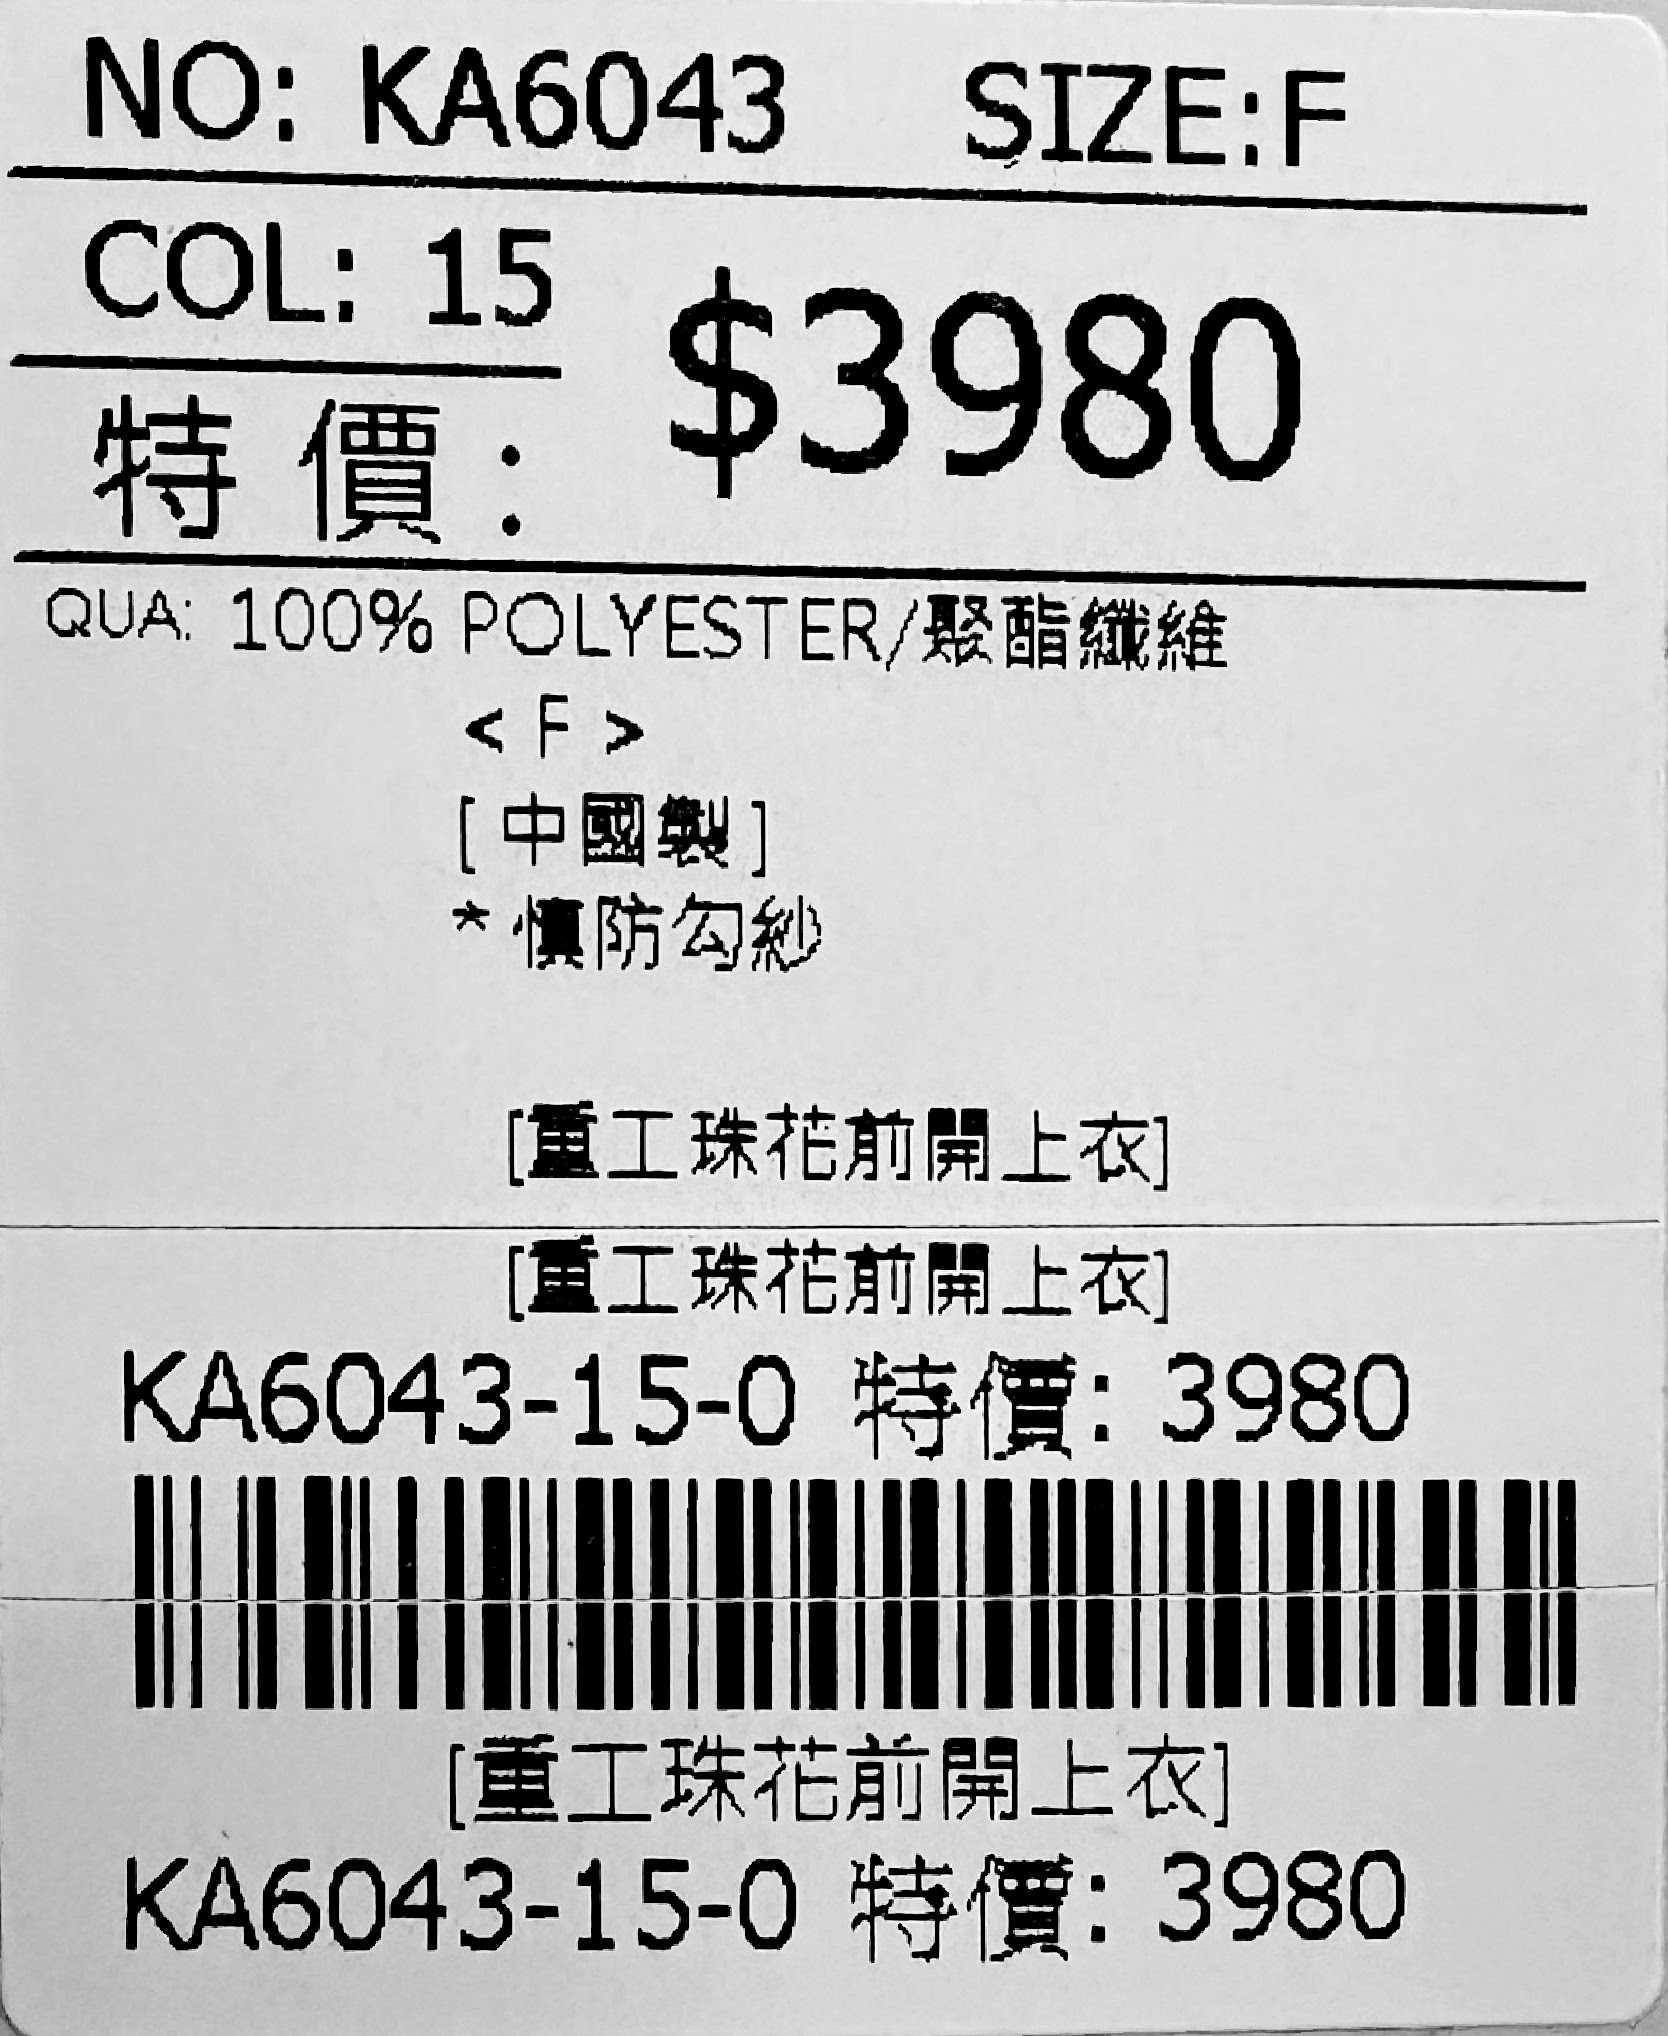 NO: KA6043 SIZE:F
COL: 15
特價: $3980
QUA: 100% POLYESTER/聚酯纖維
< F >
[中國製]
*慎防勾紗
[重工珠花前開上衣]
[重工珠花前開上衣]
KA6043-15-0 特價: 3980
[重工珠花前開上衣]
KA6043-15-0 特價: 3980